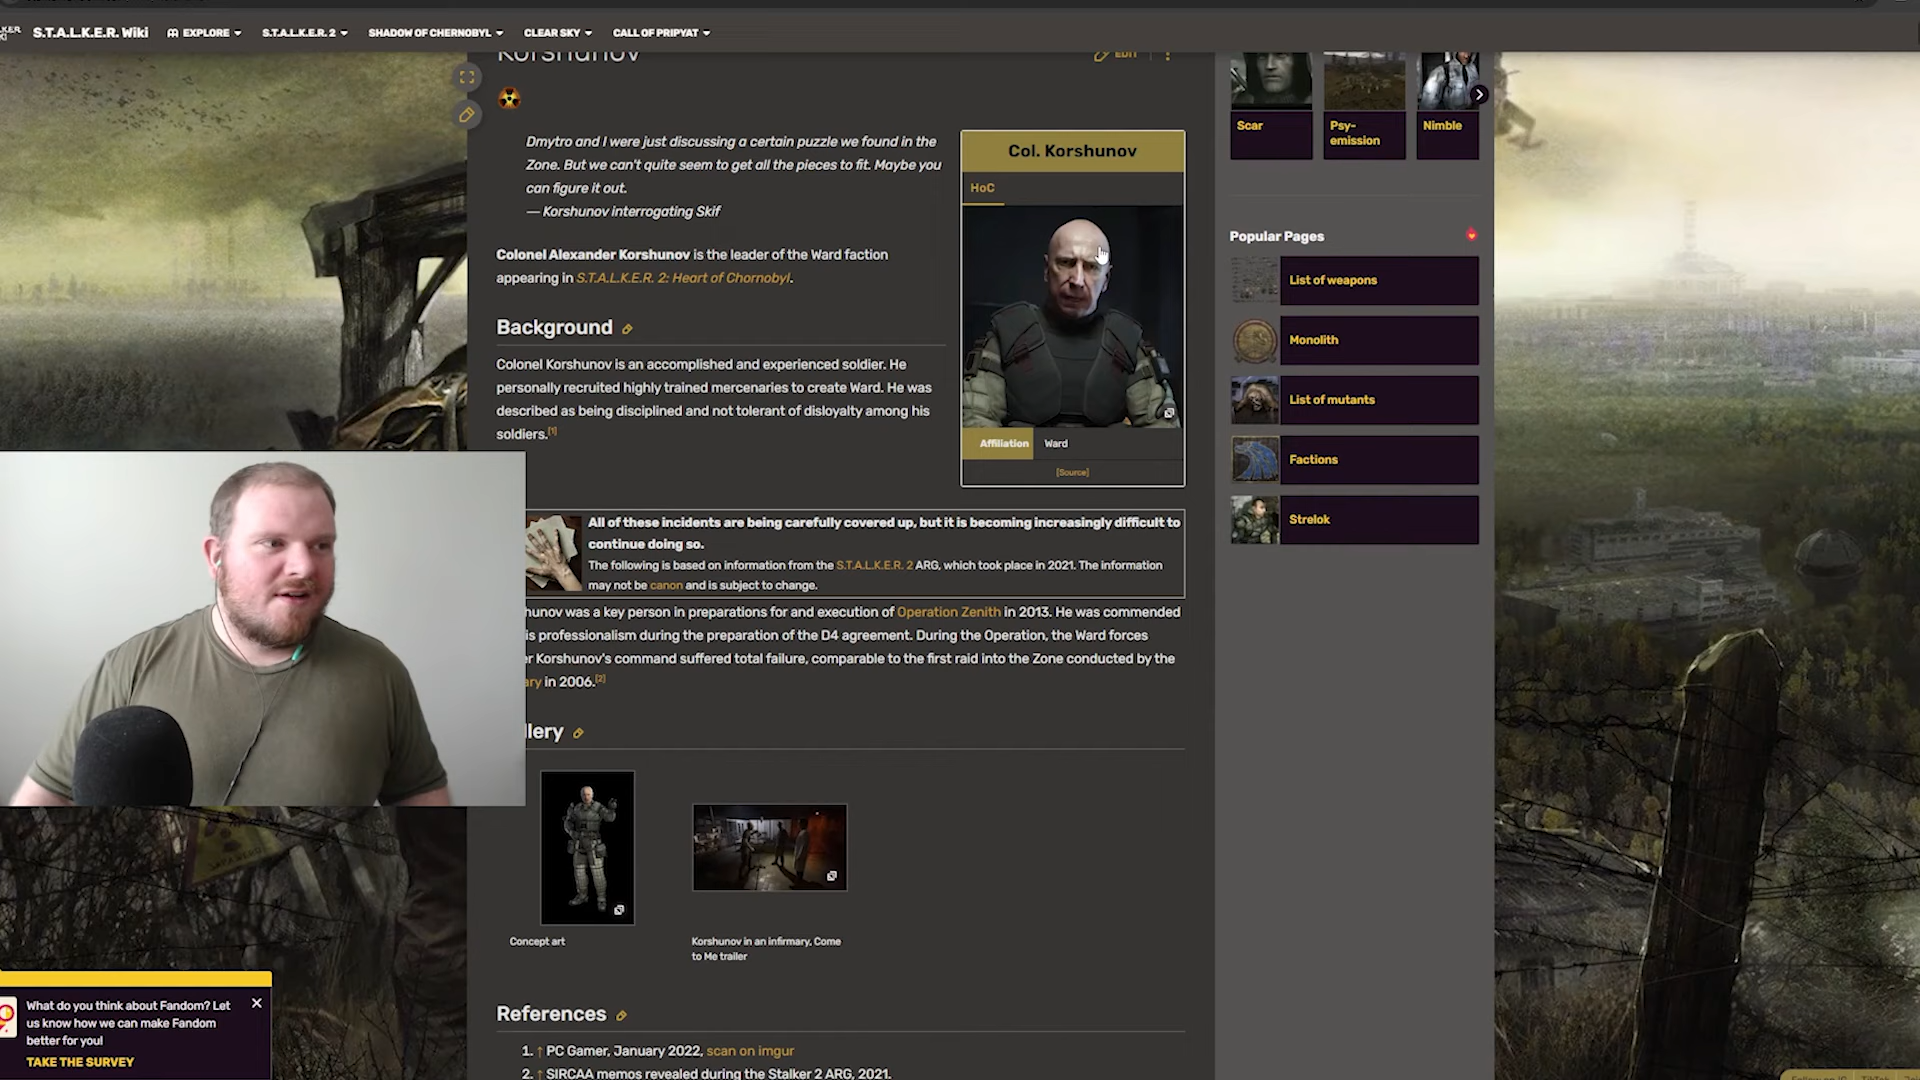 S.T.A.L.K.E.R. Wiki
EXPLORE
S.T.A.L.K.E.R. 2
SHADOW OF CHERNOBYL
CLEAR SKY
CALL OF PRIPYAT
Korshunov
EDIT
Dmytro and I were just discussing a certain puzzle we found in the
Zone. But we can't quite seem to get all the pieces to fit. Maybe you
can figure it out.
— Korshunov interrogating Skif
Colonel Alexander Korshunov is the leader of the Ward faction
appearing in S.T.A.L.K.E.R. 2: Heart of Chornobyl.
Background
Colonel Korshunov is an accomplished and experienced soldier. He
personally recruited highly trained mercenaries to create Ward. He was
described as being disciplined and not tolerant of disloyalty among his
soldiers.[1]
Col. Korshunov
HoC
Affiliation Ward
[Source]
All of these incidents are being carefully covered up, but it is becoming increasingly difficult to
continue doing so.
The following is based on information from the S.T.A.L.K.E.R. 2 ARG, which took place in 2021. The information
may not be canon and is subject to change.
hunov was a key person in preparations for and execution of Operation Zenith in 2013. He was commended
is professionalism during the preparation of the D4 agreement. During the Operation, the Ward forces
r Korshunov's command suffered total failure, comparable to the first raid into the Zone conducted by the
ary in 2006.[2]
llery
Concept art
Korshunov in an infirmary, Come
to Me trailer
References
1. ↑ PC Gamer, January 2022, scan on imgur
2. ↑ SIRCAA memos revealed during the Stalker 2 ARG, 2021.
Scar
Psy-
emission
Nimble
Popular Pages
List of weapons
Monolith
List of mutants
Factions
Strelok
What do you think about Fandom? Let
us know how we can make Fandom
better for you!
TAKE THE SURVEY